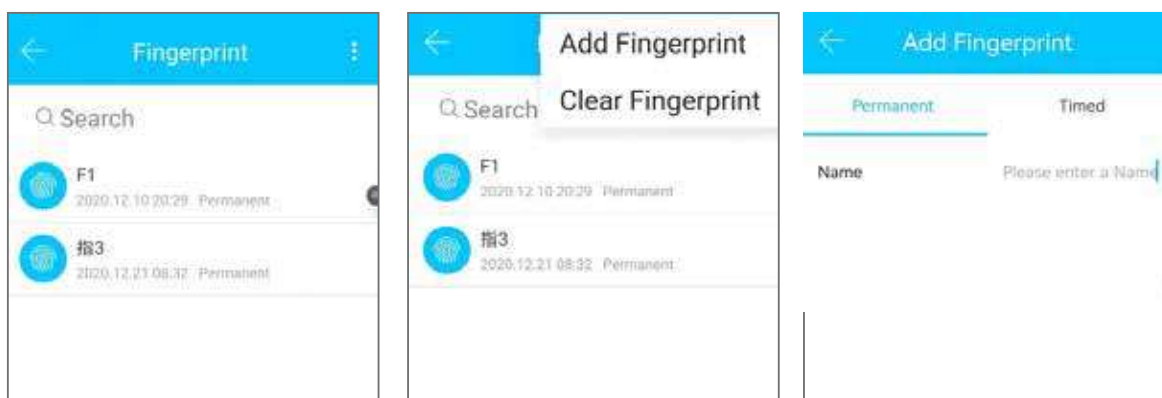 Fingerprint
Search
F1
2020.12.10 20:29 Permanent
指3
2020.12.21 08:32 Permanent
Add Fingerprint
Clear Fingerprint
Search
F1
2020.12.10 20:29 Permanent
指3
2020.12.21 08:32 Permanent
Add Fingerprint
Permanent Timed
Name Please enter a Name